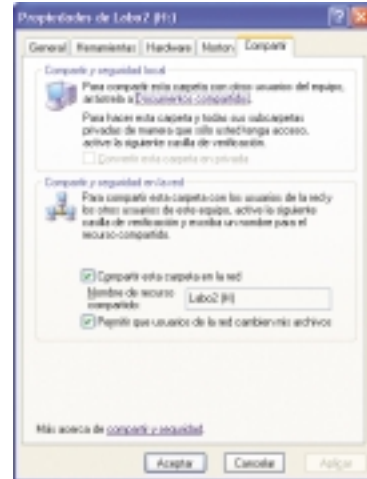 Propiedades de Labo2 (H:)
General Herramientas Hardware Norton Compartir
Compartir y seguridad local
Para compartir esta carpeta con otros usuarios del equipo,
arrástrela a Documentos compartidos.
Para hacer esta carpeta y todas sus subcarpetas
privadas de manera que sólo usted tenga acceso,
active la siguiente casilla de verificación.
Convertir esta carpeta en privada
Compartir y seguridad en la red
Para compartir esta carpeta con los usuarios de la red y
los otros usuarios de este equipo, active la siguiente
casilla de verificación y escriba un nombre para el
recurso compartido.
Compartir esta carpeta en la red
Nombre de recurso
compartido:
Labo2 (H)
Permitir que usuarios de la red cambien mis archivos
Más acerca de compartir y seguridad.
Aceptar Cancelar Aplicar